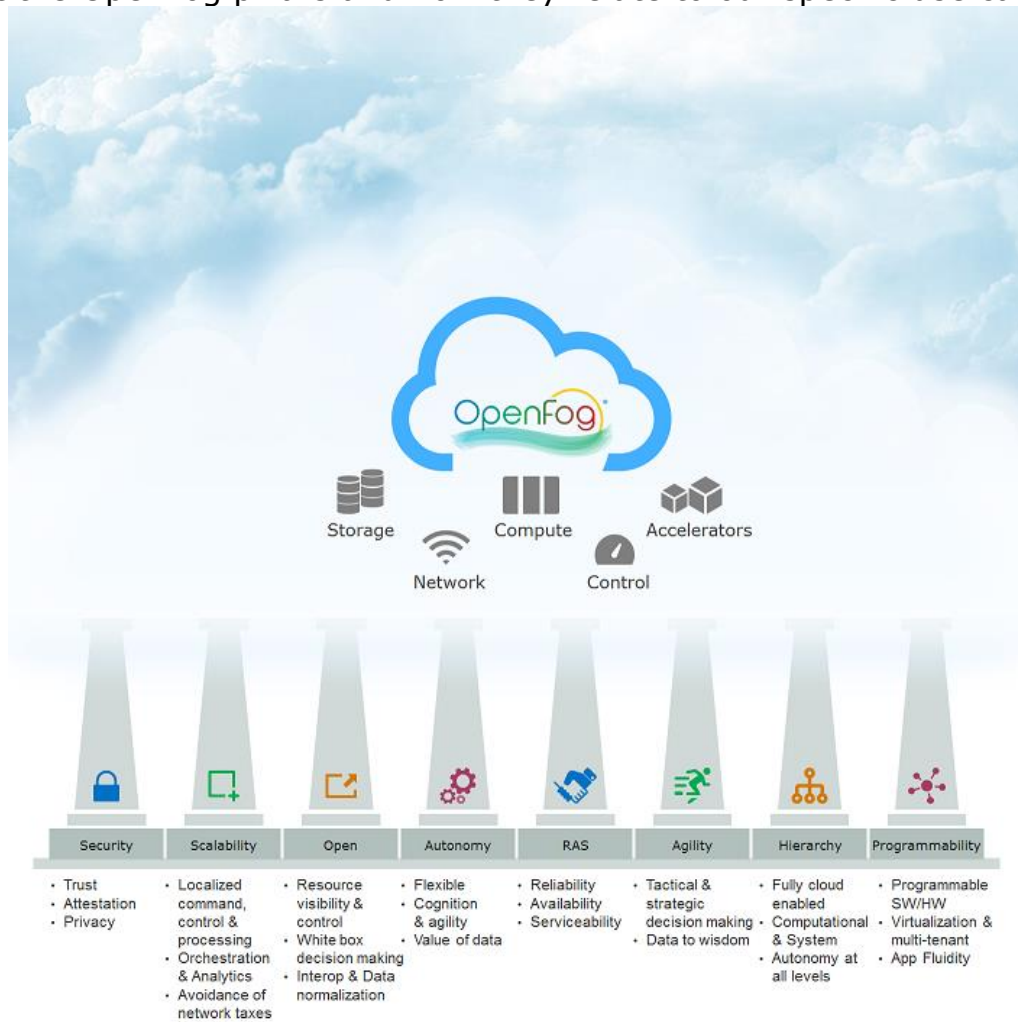 OpenFog
Storage
Compute
Accelerators
Network
Control
Security
Scalability
Open
Autonomy
RAS
Agility
Hierarchy
Programmability
• Trust
• Attestation
• Privacy
• Localized
command,
control &
processing
• Orchestration
& Analytics
• Avoidance of
network taxes
• Resource
visibility &
control
• White box
decision making
• Interop & Data
normalization
• Flexible
• Cognition
& agility
• Value of data
• Reliability
• Availability
• Serviceability
• Tactical &
strategic
decision making
• Data to wisdom
• Fully cloud
enabled
• Computational
& System
• Autonomy at
all levels
• Programmable
SW/HW
• Virtualization &
multi-tenant
• App Fluidity